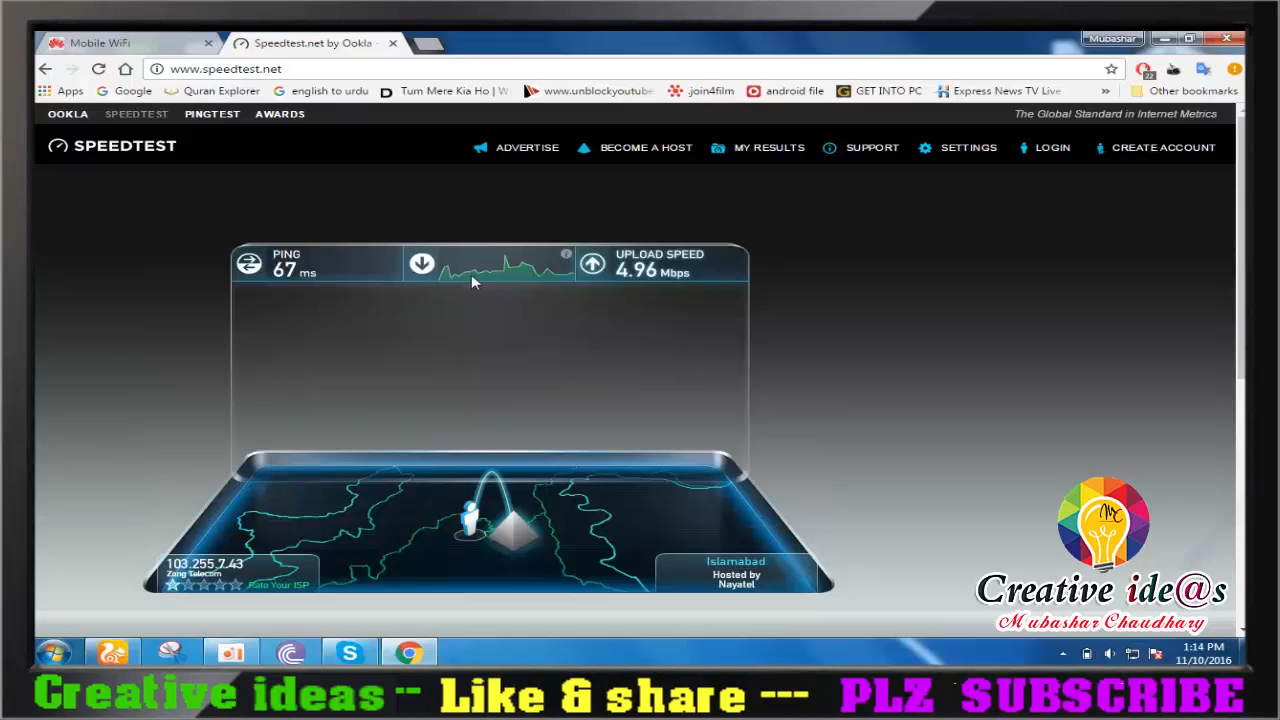 Mobile WiFi
Speedtest.net by Ookla
Mubashar
www.speedtest.net
22
Apps
Google
Quran Explorer
english to urdu
Tum Mere Kia Ho | W
www.unblockyoutube
join4film
android file
GET INTO PC
Express News TV Live
»
Other bookmarks
OOKLA SPEEDTEST PINGTEST AWARDS
The Global Standard in Internet Metrics
SPEEDTEST
ADVERTISE BECOME A HOST MY RESULTS SUPPORT SETTINGS LOGIN CREATE ACCOUNT
PING
67 ms
UPLOAD SPEED
4.96 Mbps
103.255.7.43
Zang Telecom
Rate Your ISP
Islamabad
Hosted by
Nayatel
Creative ide@s
Mubashar Chaudhary
1:14 PM
11/10/2016
Creative ideas -- Like & share --- PLZ SUBSCRIBE